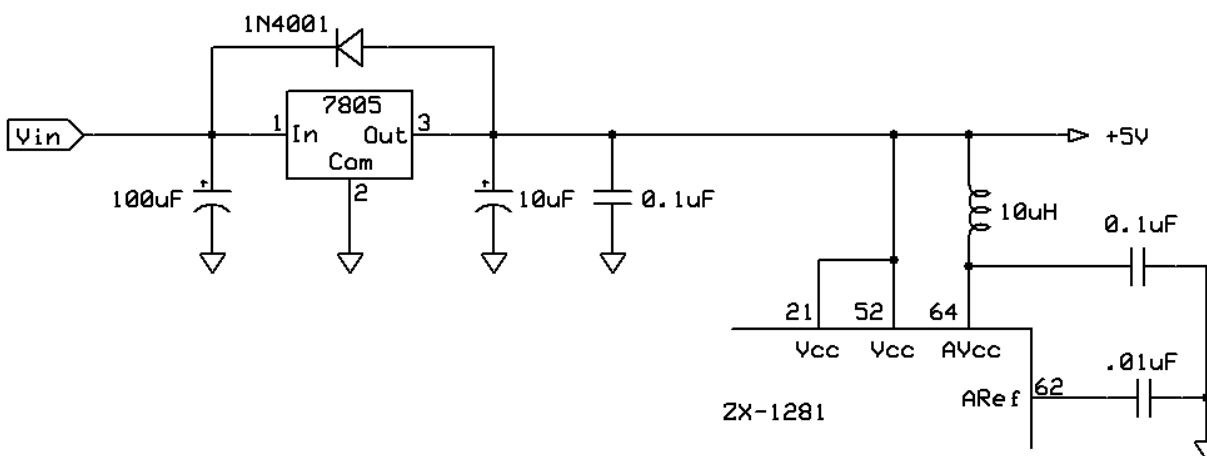 1N4001
7805
Vin
1
In
Out
3
+5V
Com
2
100uF
10uF
0.1uF
10uH
0.1uF
21
52
64
Vcc
Vcc
AVcc
.01uF
ARef
62
ZX-1281